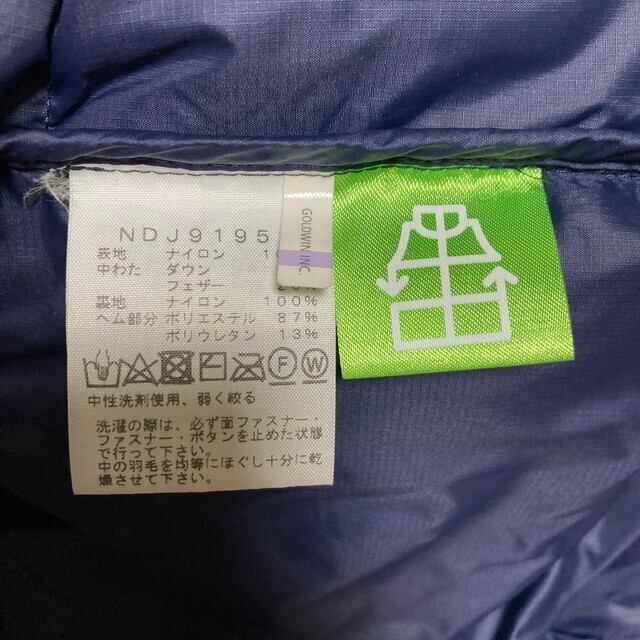 NDJ9195
表地 ナイロン
中わた ダウン
フェザー
裏地 ナイロン 100%
ヘム部分 ポリエステル 87%
ポリウレタン 13%
F W
中性洗剤使用、弱く絞る
洗濯の際は、必ず面ファスナー・
ファスナー・ボタンを止めた状態
で行って下さい。
中の羽毛を均等にほぐし十分に乾
燥させて下さい。
GOLDWIN INC.